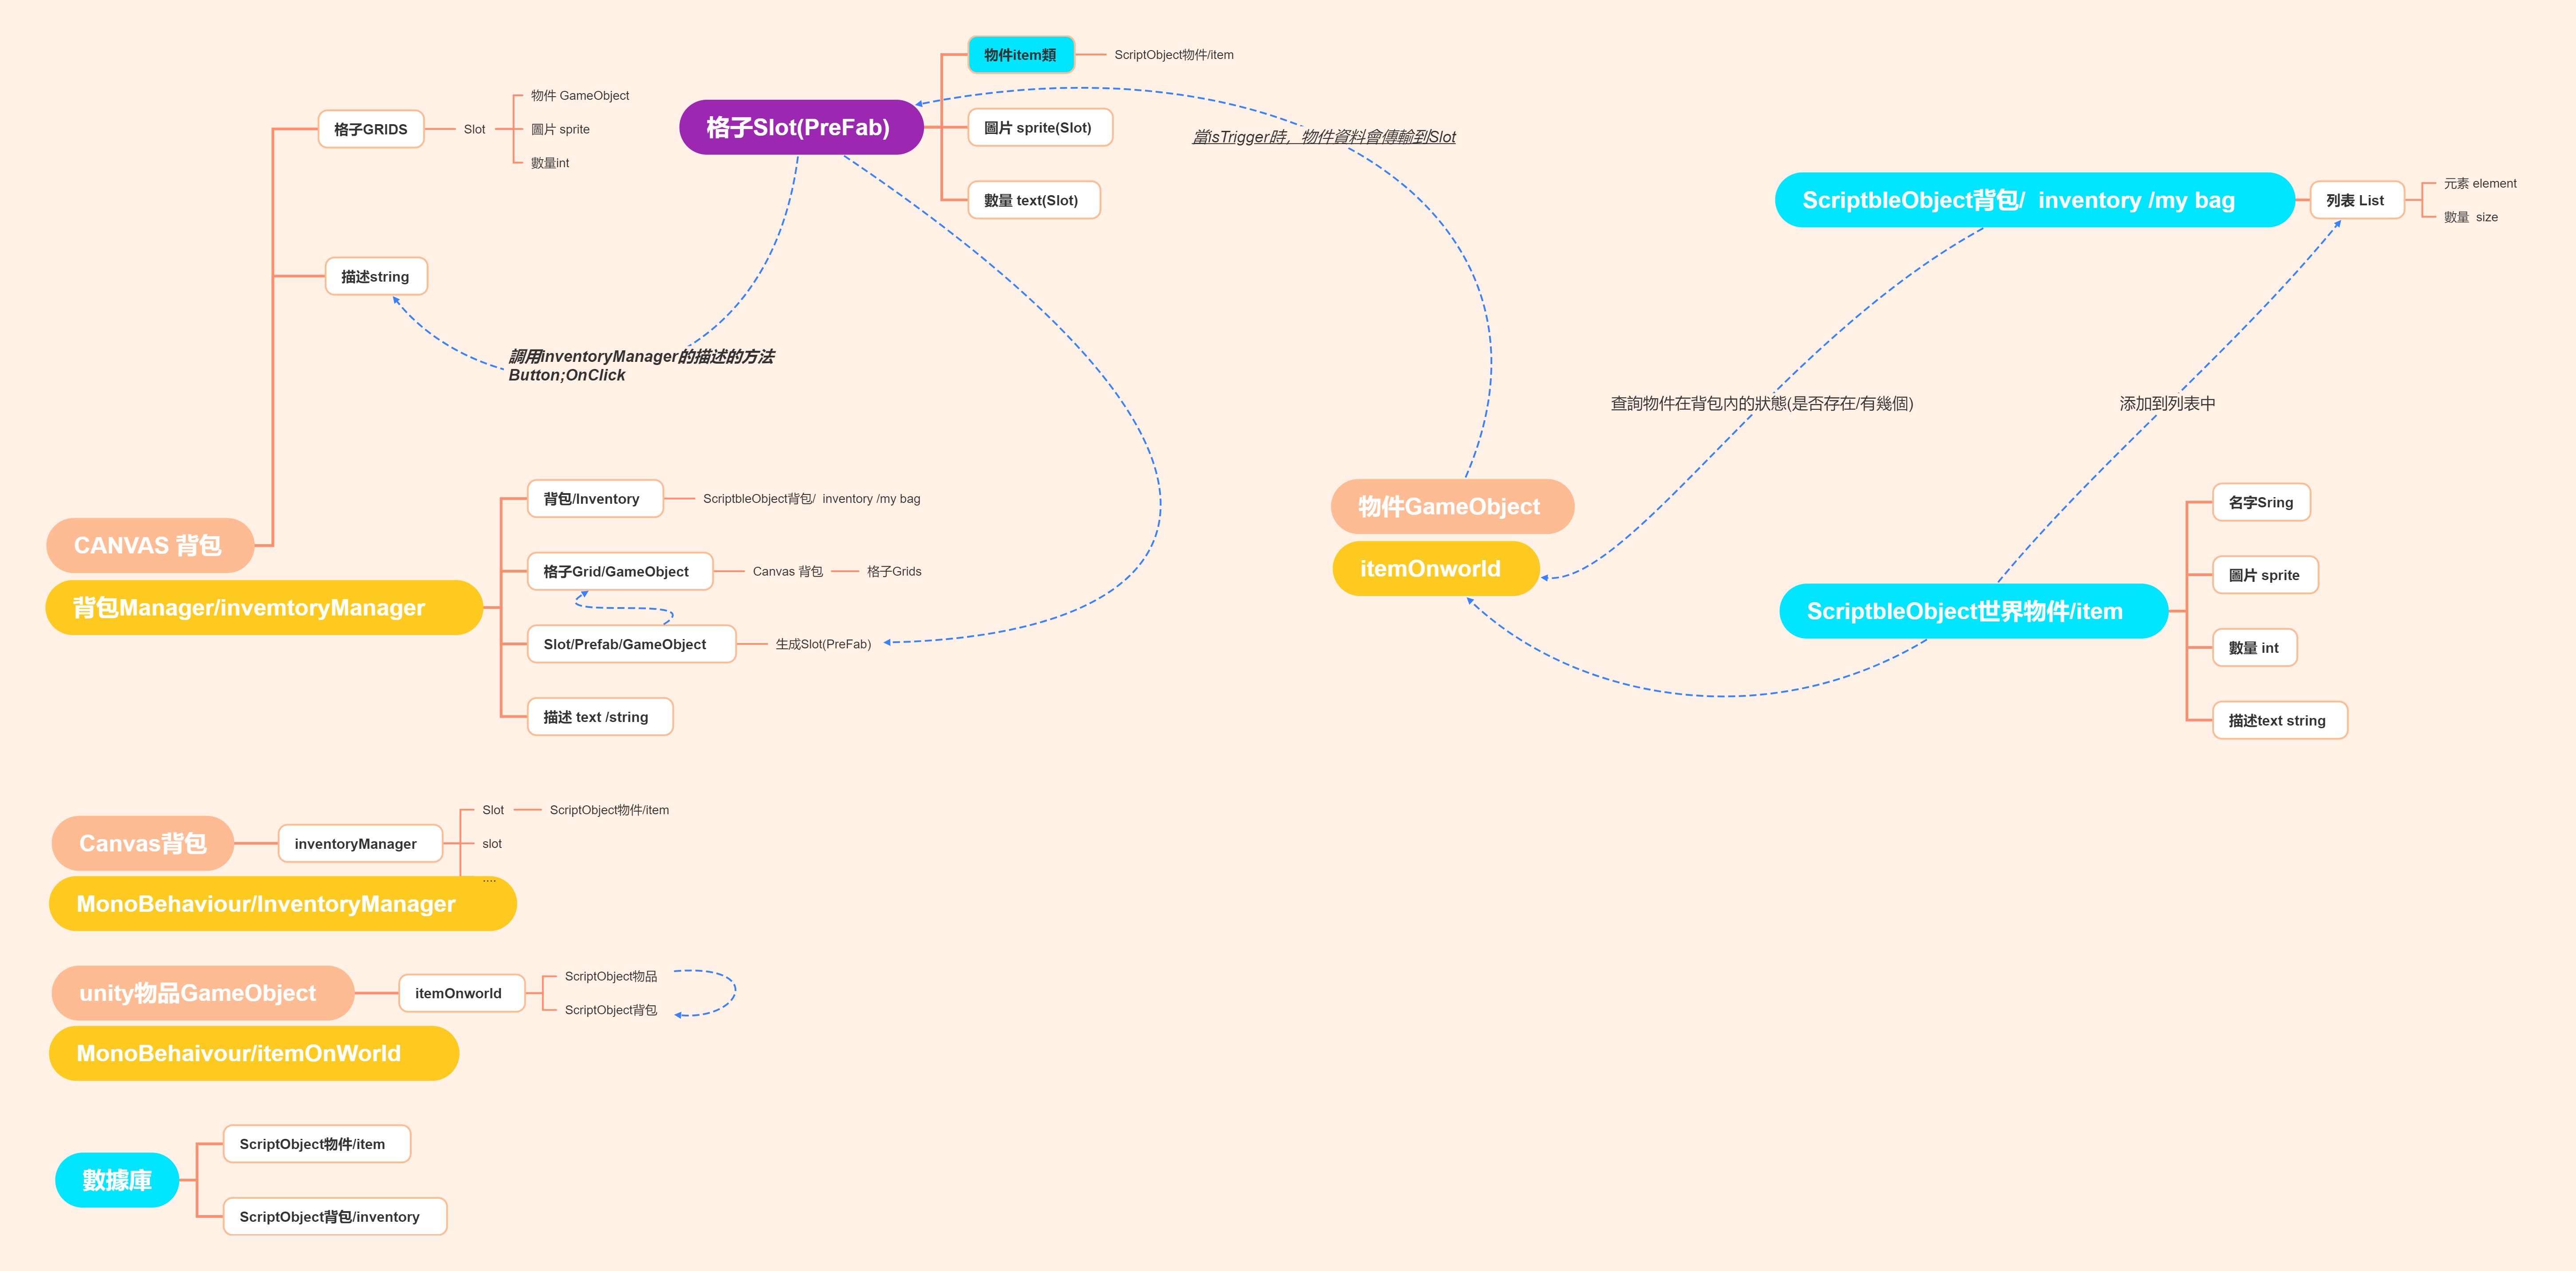 物件item類
ScriptObject物件/item
格子GRIDS
Slot
物件 GameObject
圖片 sprite
數量int
格子Slot(PreFab)
圖片 sprite(Slot)
數量 text(Slot)
當isTrigger時，物件資料會傳輸到Slot
ScriptbleObject背包/ inventory /my bag
列表 List
元素 element
數量 size
描述string
調用inventoryManager的描述的方法
Button;OnClick
查詢物件在背包內的狀態(是否存在/有幾個)
添加到列表中
CANVAS 背包
背包Manager/invemtoryManager
背包/Inventory
ScriptbleObject背包/ inventory /my bag
格子Grid/GameObject
Canvas 背包
格子Grids
Slot/Prefab/GameObject
生成Slot(PreFab)
描述 text /string
物件GameObject
itemOnworld
ScriptbleObject世界物件/item
名字Sring
圖片 sprite
數量 int
描述text string
Canvas背包
inventoryManager
Slot
ScriptObject物件/item
slot
....
MonoBehaviour/InventoryManager
unity物品GameObject
itemOnworld
ScriptObject物品
ScriptObject背包
MonoBehaivour/itemOnWorld
數據庫
ScriptObject物件/item
ScriptObject背包/inventory